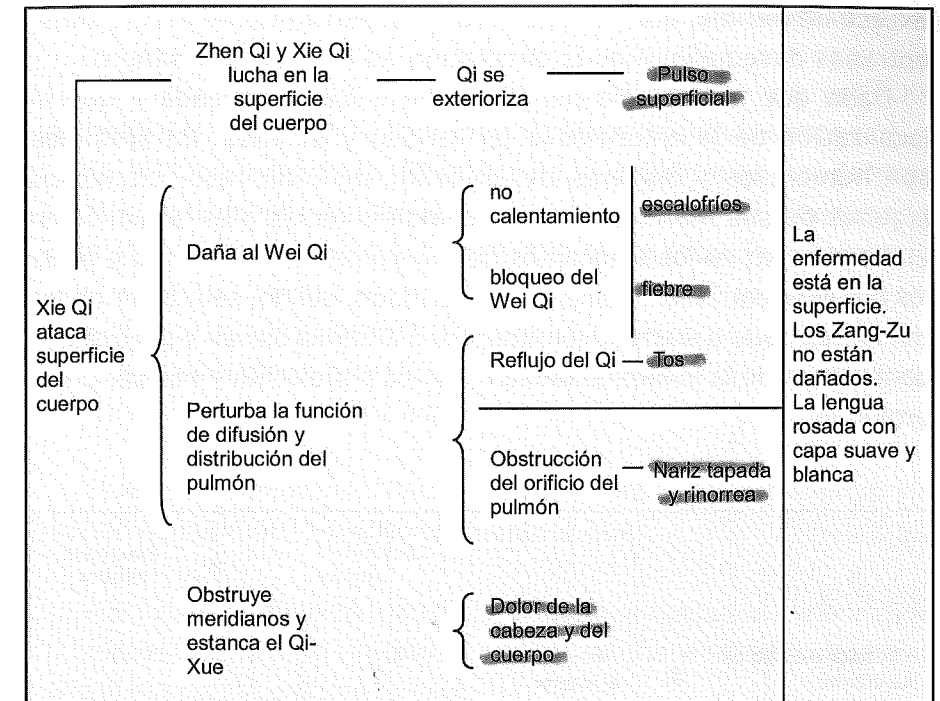 Zhen Qi y Xie Qi
lucha en la
superficie
del cuerpo
Qi se
exterioriza
Pulso
superficial
Xie Qi
ataca
superficie
del
cuerpo
Daña al Wei Qi
no
calentamiento
escalofríos
bloqueo del
Wei Qi
fiebre
Perturba la función
de difusión y
distribución del
pulmón
Reflujo del Qi
Tos
Obstrucción
del orificio del
pulmón
Nariz tapada
y rinorrea
Obstruye
meridianos y
estanca el Qi-
Xue
Dolor de la
cabeza y del
cuerpo
La
enfermedad
está en la
superficie.
Los Zang-Zu
no están
dañados.
La lengua
rosada con
capa suave y
blanca